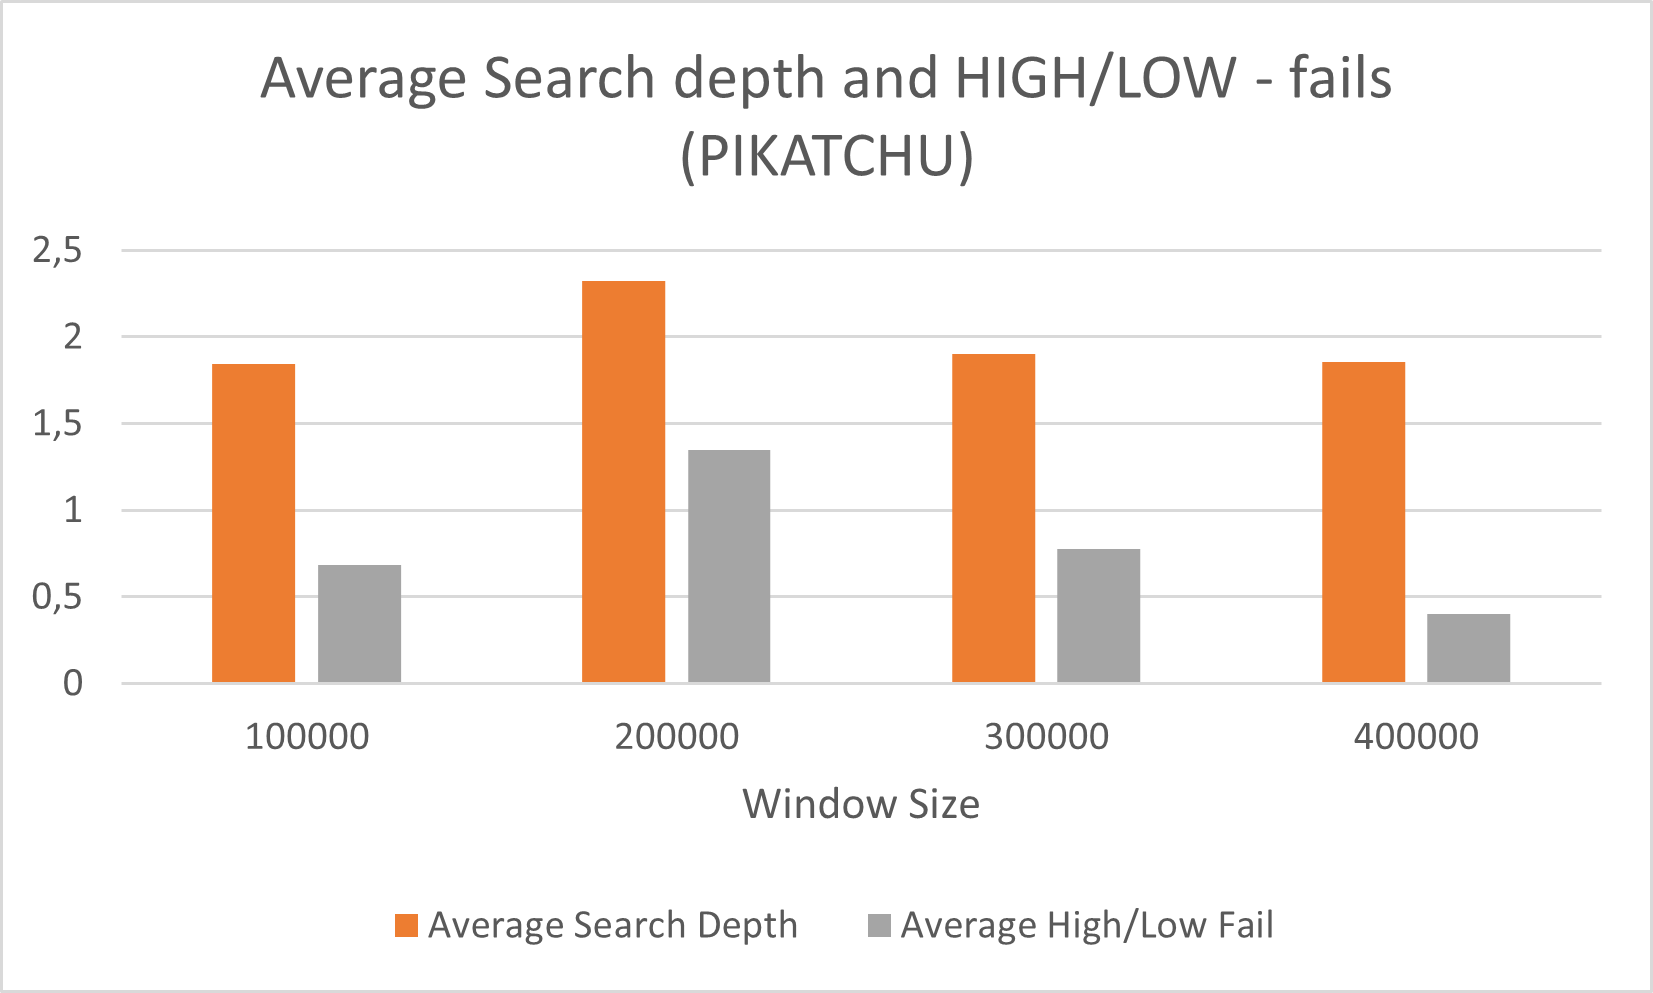 Average Search depth and HIGH/LOW - fails
(PIKATCHU)
2,5
2
1,5
1
0,5
0
100000 200000 300000 400000
Window Size
Average Search Depth Average High/Low Fail